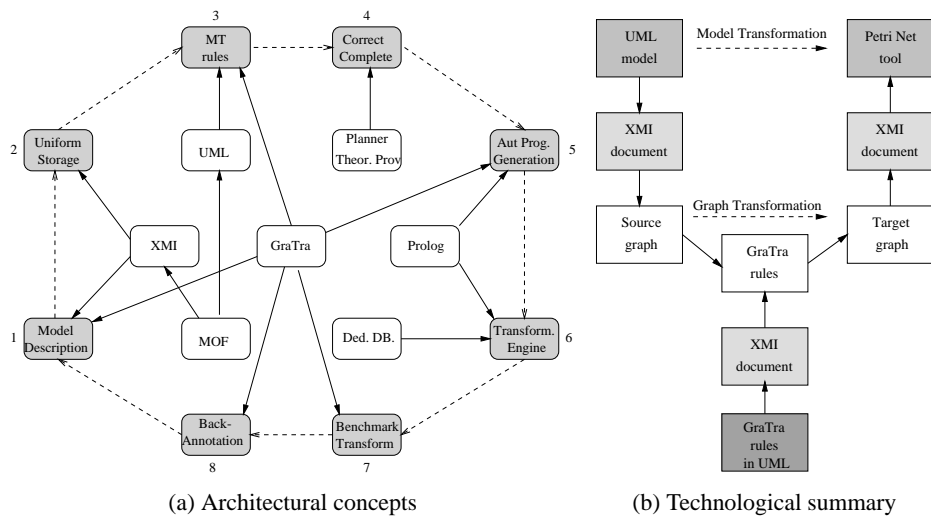 3
MT
rules
4
Correct
Complete
2
Uniform
Storage
UML
Planner
Theor. Prov
Aut Prog.
Generation
5
XMI
GraTra
Prolog
1
Model
Description
MOF
Ded. DB.
Transform.
Engine
6
Back-
Annotation
8
Benchmark
Transform
7
(a) Architectural concepts
UML
model
Model Transformation
Petri Net
tool
XMI
document
XMI
document
Source
graph
Graph Transformation
Target
graph
GraTra
rules
XMI
document
GraTra
rules
in UML
(b) Technological summary